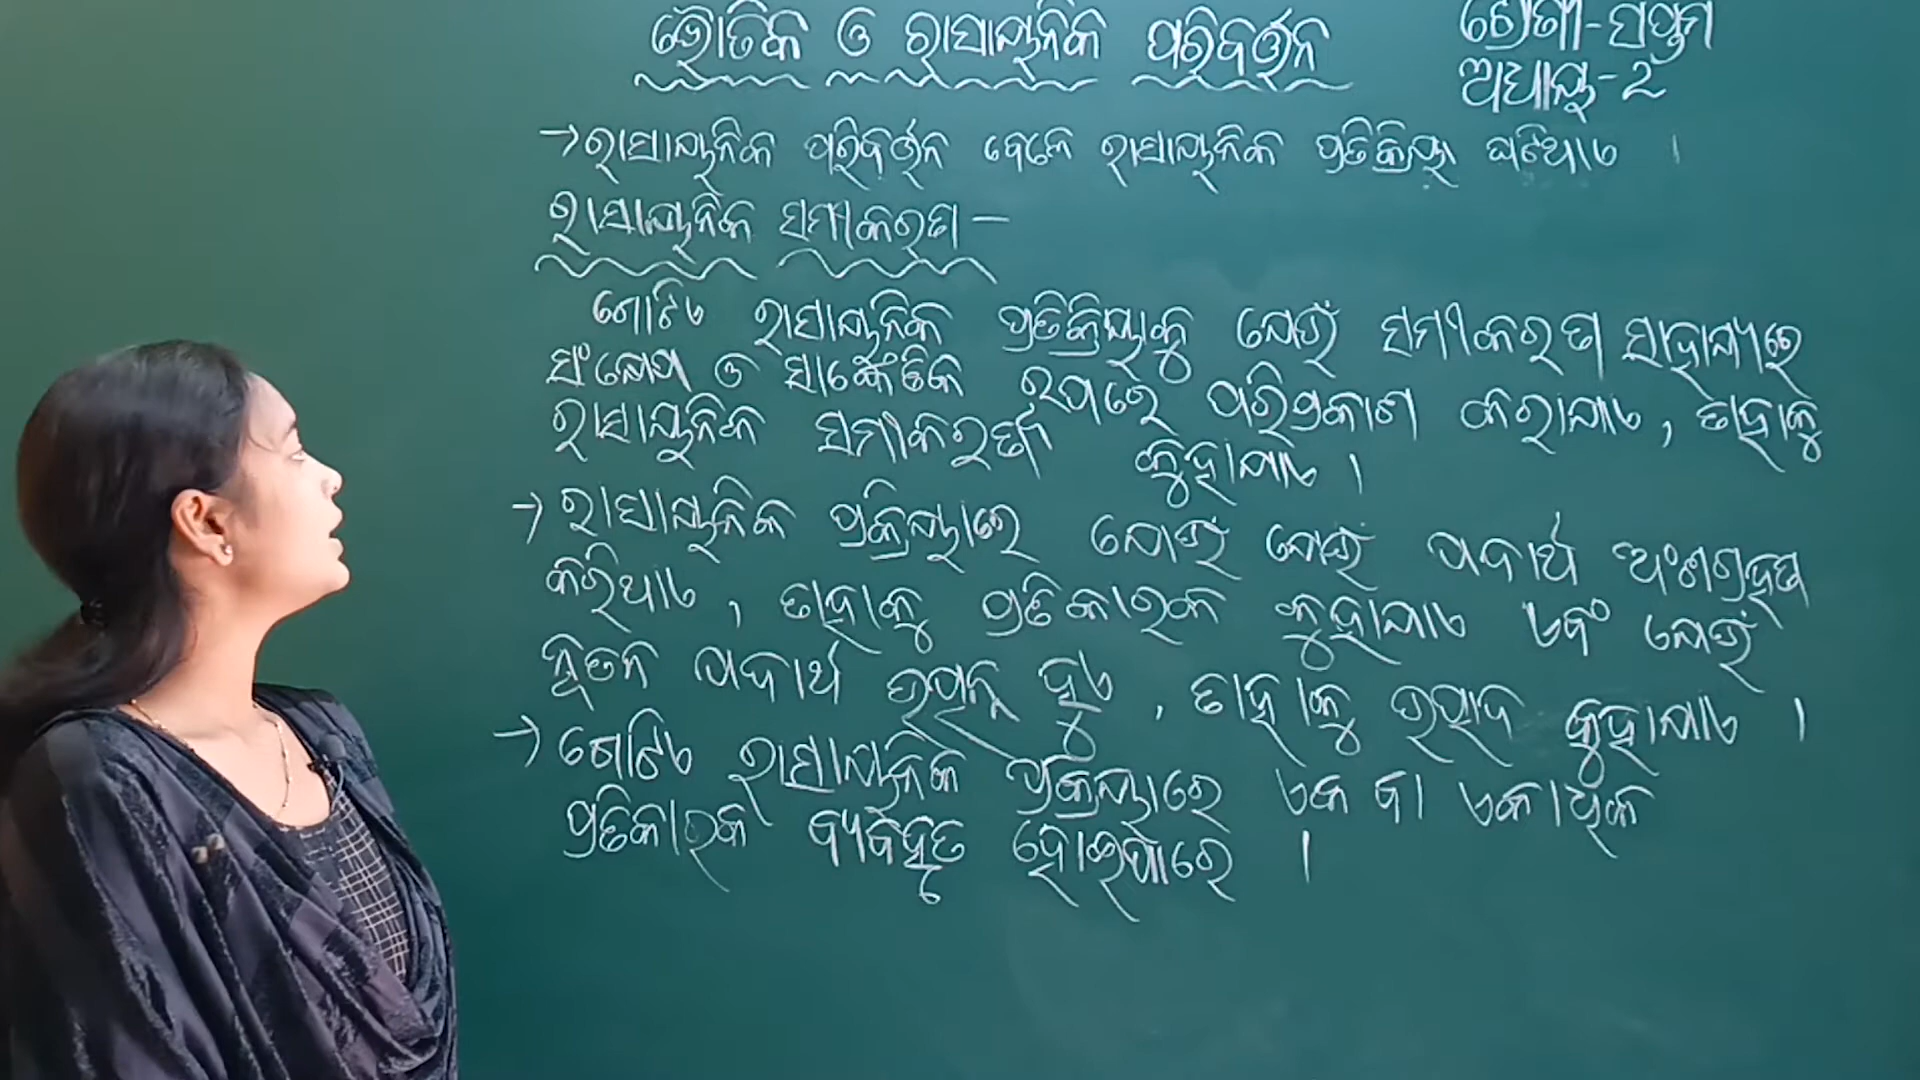 ଭୌତିକ ଓ ରାସାୟନିକ ପରିବର୍ତ୍ତନ
ଶ୍ରେଣୀ-ସପ୍ତମ
ଅଧ୍ୟାୟ-୨
→ରାସାୟନିକ ପରିବର୍ତ୍ତନ ବେଳେ ରାସାୟନିକ ପ୍ରତିକ୍ରିୟା ଘଟିଥାଏ ।
ରାସାୟନିକ ସମୀକରଣ –
ଗୋଟିଏ ରାସାୟନିକ ପ୍ରତିକ୍ରିୟାକୁ ଯେଉଁ ସମୀକରଣ ସାହାଯ୍ୟରେ
ସଂକ୍ଷେପ ଓ ସାଙ୍କେତିକ ରୂପରେ ପରିପ୍ରକାଶ କରାଯାଏ, ତାହାକୁ
ରାସାୟନିକ ସମୀକରଣ କୁହାଯାଏ ।
→ ରାସାୟନିକ ପ୍ରକ୍ରିୟାରେ ଯେଉଁ ଯେଉଁ ପଦାର୍ଥ ଅଂଶଗ୍ରହଣ
କରିଥାଏ, ତାହାକୁ ପ୍ରତିକାରକ କୁହାଯାଏ ଏବଂ ଯେଉଁ
ନୂତନ ପଦାର୍ଥ ଉତ୍ପନ୍ନ ହୁଏ, ତାହାକୁ ଉତ୍ପାଦ କୁହାଯାଏ ।
→ ଗୋଟିଏ ରାସାୟନିକ ପ୍ରକ୍ରିୟାରେ ଏକ ବା ଏକାଧିକ
ପ୍ରତିକାରକ ବ୍ୟବହୃତ ହୋଇପାରେ ।